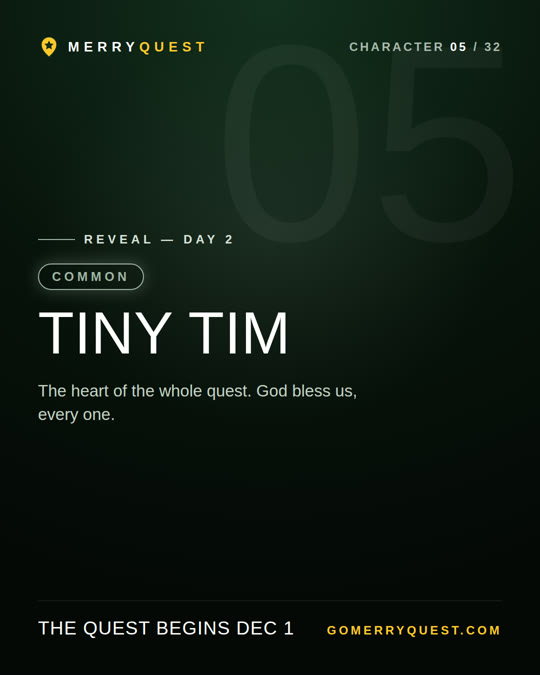 MERRYQUEST
CHARACTER 05 / 32
05
REVEAL — DAY 2
COMMON
TINY TIM
The heart of the whole quest. God bless us,
every one.
THE QUEST BEGINS DEC 1
GOMERRYQUEST.COM